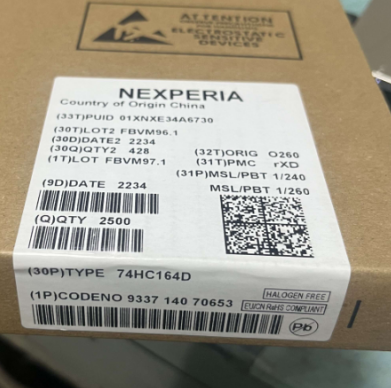 ATTENTION
ELECTROSTATIC
SENSITIVE
DEVICES
NEXPERIA
Country of Origin China
(33T)PUID 01XNXE34A6730
(30T)LOT2 FBVM96.1
(30D)DATE2 2234
(30Q)QTY2 428
(1T)LOT FBVM97.1
(32T)ORIG O260
(31T)PMC rXD
(31P)MSL/PBT 1/240
MSL/PBT 1/260
(9D)DATE 2234
(Q)QTY 2500
(30P)TYPE 74HC164D
(1P)CODENO 9337 140 70653
HALOGEN FREE
EU/CN RoHS COMPLIANT
Pb